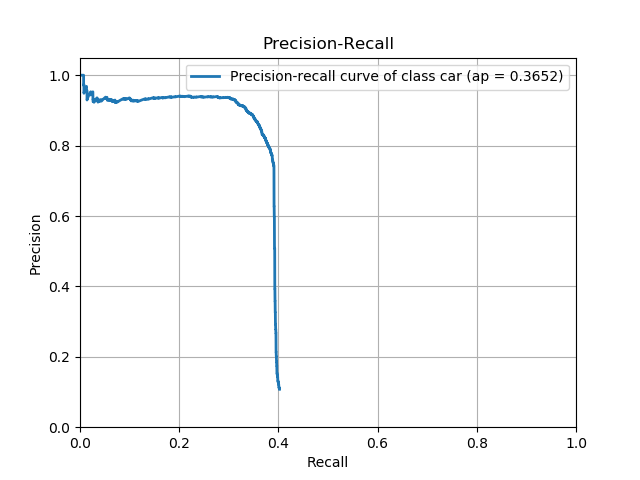 Precision-Recall
Precision-recall curve of class car (ap = 0.3652)
Precision
1.0
0.8
0.6
0.4
0.2
0.0
0.0 0.2 0.4 0.6 0.8 1.0
Recall